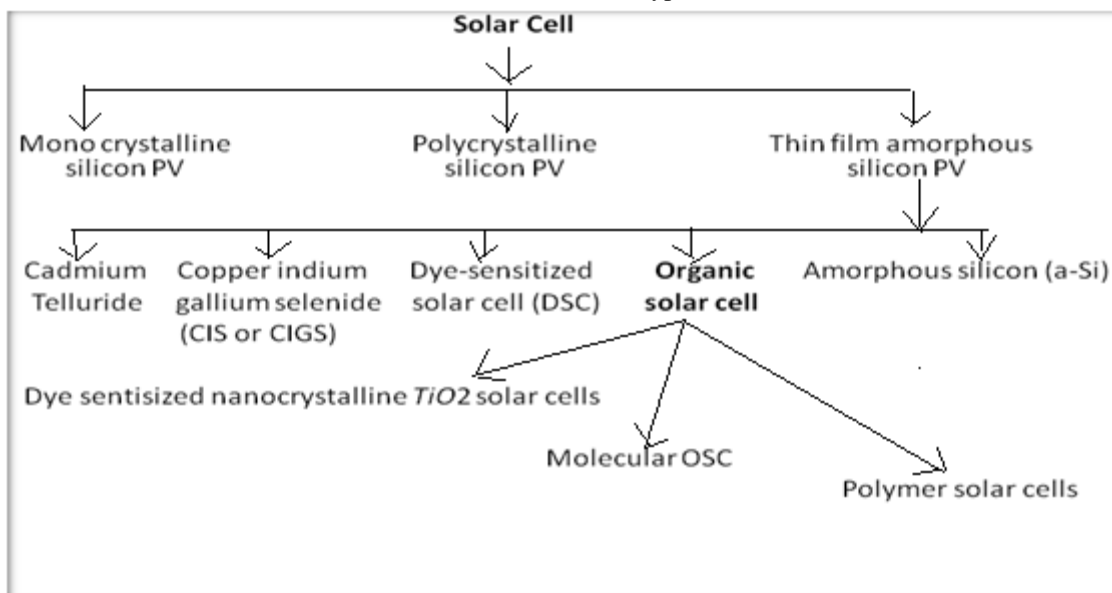 Solar Cell
Mono crystalline
silicon PV
Polycrystalline
silicon PV
Thin film amorphous
silicon PV
Cadmium
Telluride
Copper indium
gallium selenide
(CIS or CIGS)
Dye-sensitized
solar cell (DSC)
Organic
solar cell
Amorphous silicon (a-Si)
Dye sentisized nanocrystalline TiO2 solar cells
Molecular OSC
Polymer solar cells